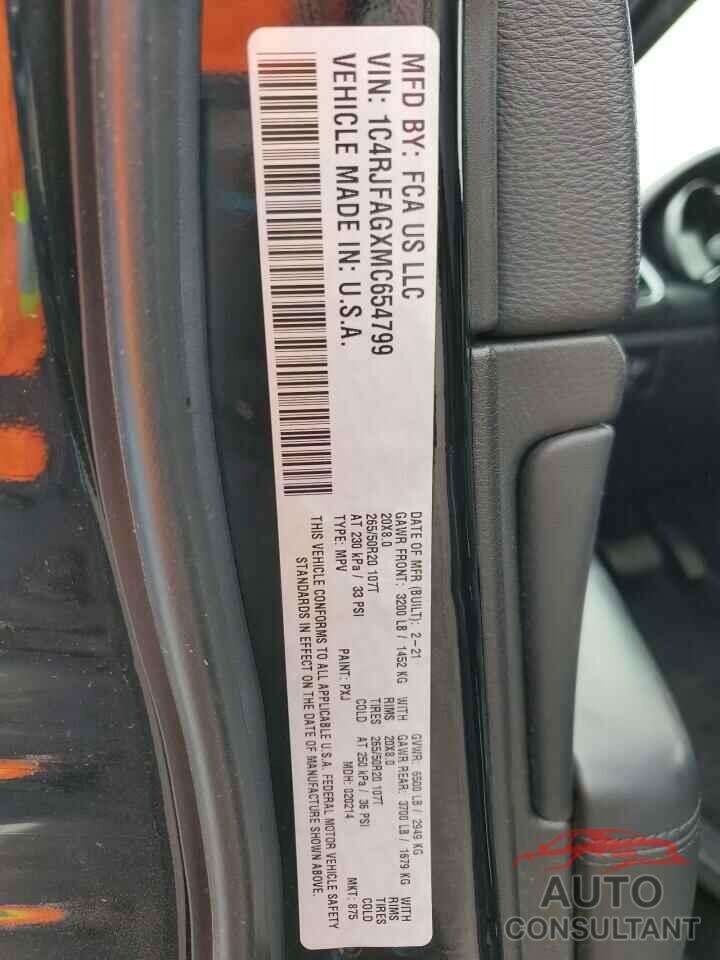 MFD BY: FCA US LLC
VIN: 1C4RJFAGXMC654799
VEHICLE MADE IN: U.S.A.
DATE OF MFR (BUILT): 2-21 GVWR: 6500 LB / 2949 KG
GAWR FRONT: 3200 LB / 1452 KG WITH GAWR REAR: 3700 LB / 1679 KG WITH
20X8.0 RIMS 20X8.0 RIMS
265/50R20 107T TIRES 265/50R20 107T TIRES
AT 230 kPa / 33 PSI COLD AT 250 kPa / 36 PSI COLD
TYPE: MPV PAINT: PXJ MDH: 020214 MKT: 875
THIS VEHICLE CONFORMS TO ALL APPLICABLE U.S.A. FEDERAL MOTOR VEHICLE SAFETY
STANDARDS IN EFFECT ON THE DATE OF MANUFACTURE SHOWN ABOVE.
AUTO
CONSULTANT